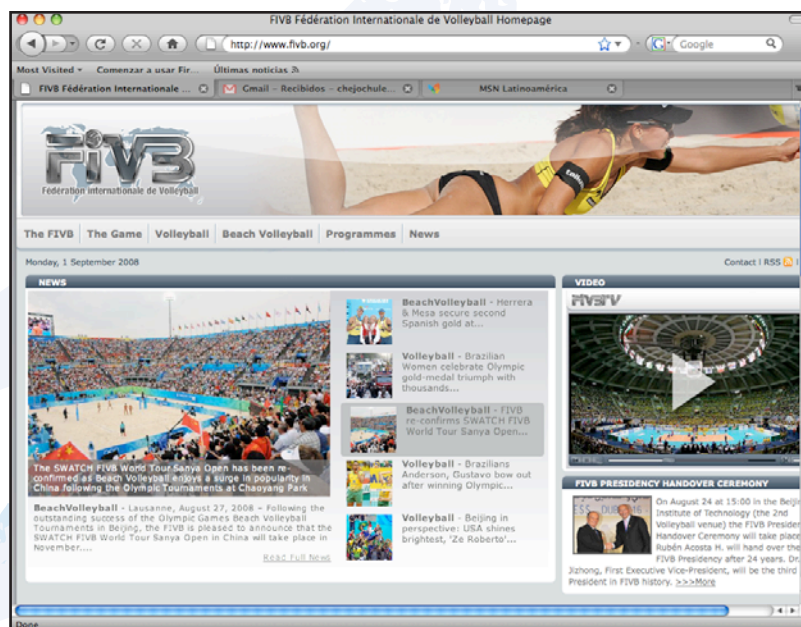 FIVB Fédération Internationale de Volleyball Homepage
http://www.fivb.org/
Google
Most Visited
Comenzar a usar Fir...
Últimas noticias
FIVB Fédération Internationale ...
Gmail - Recibidos - chejochule...
MSN Latinoamérica
FIVB
Fédération Internationale de Volleyball
The FIVB
The Game
Volleyball
Beach Volleyball
Programmes
News
Monday, 1 September 2008
Contact | RSS
NEWS
The SWATCH FIVB World Tour Sanya Open has been re-
confirmed as Beach Volleyball enjoys a surge in popularity in
China following the Olympic Tournaments at Chaoyang Park
BeachVolleyball - Lausanne, August 27, 2008 – Following the
outstanding success of the Olympic Games Beach Volleyball
Tournaments in Beijing, the FIVB is pleased to announce that the
SWATCH FIVB World Tour Sanya Open in China will take place in
November....
Read Full News
BeachVolleyball - Herrera
& Mesa secure second
Spanish gold at...
Volleyball - Brazilian
Women celebrate Olympic
gold-medal triumph with
thousands...
BeachVolleyball - FIVB
re-confirms SWATCH FIVB
World Tour Sanya Open...
Volleyball - Brazilians
Anderson, Gustavo bow out
after winning Olympic...
Volleyball - Beijing in
perspective: USA shines
brightest, 'Ze Roberto'...
VIDEO
FIVBTV
FIVB PRESIDENCY HANDOVER CEREMONY
On August 24 at 15:00 in the Beijin
Institute of Technology (the 2nd
Volleyball venue) the FIVB Presiden
Handover Ceremony will take place
Rubén Acosta H. will hand over the
FIVB Presidency after 24 years. Dr.
Jizhong, First Executive Vice-President, will be the third
President in FIVB history. >>>More
Done